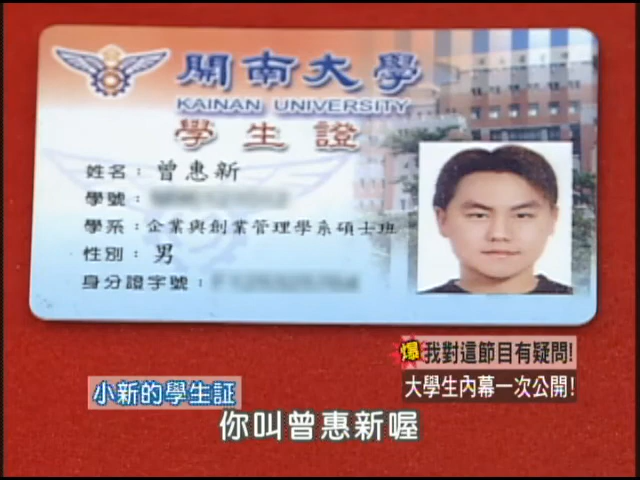 開南大學
KAINAN UNIVERSITY
學生證
姓名:曾惠新
學號:
學系:企業與創業管理學系碩士班
性別:男
身分證字號:
爆 我對這節目有疑問!
大學生內幕一次公開!
小新的學生証
你叫曾惠新喔